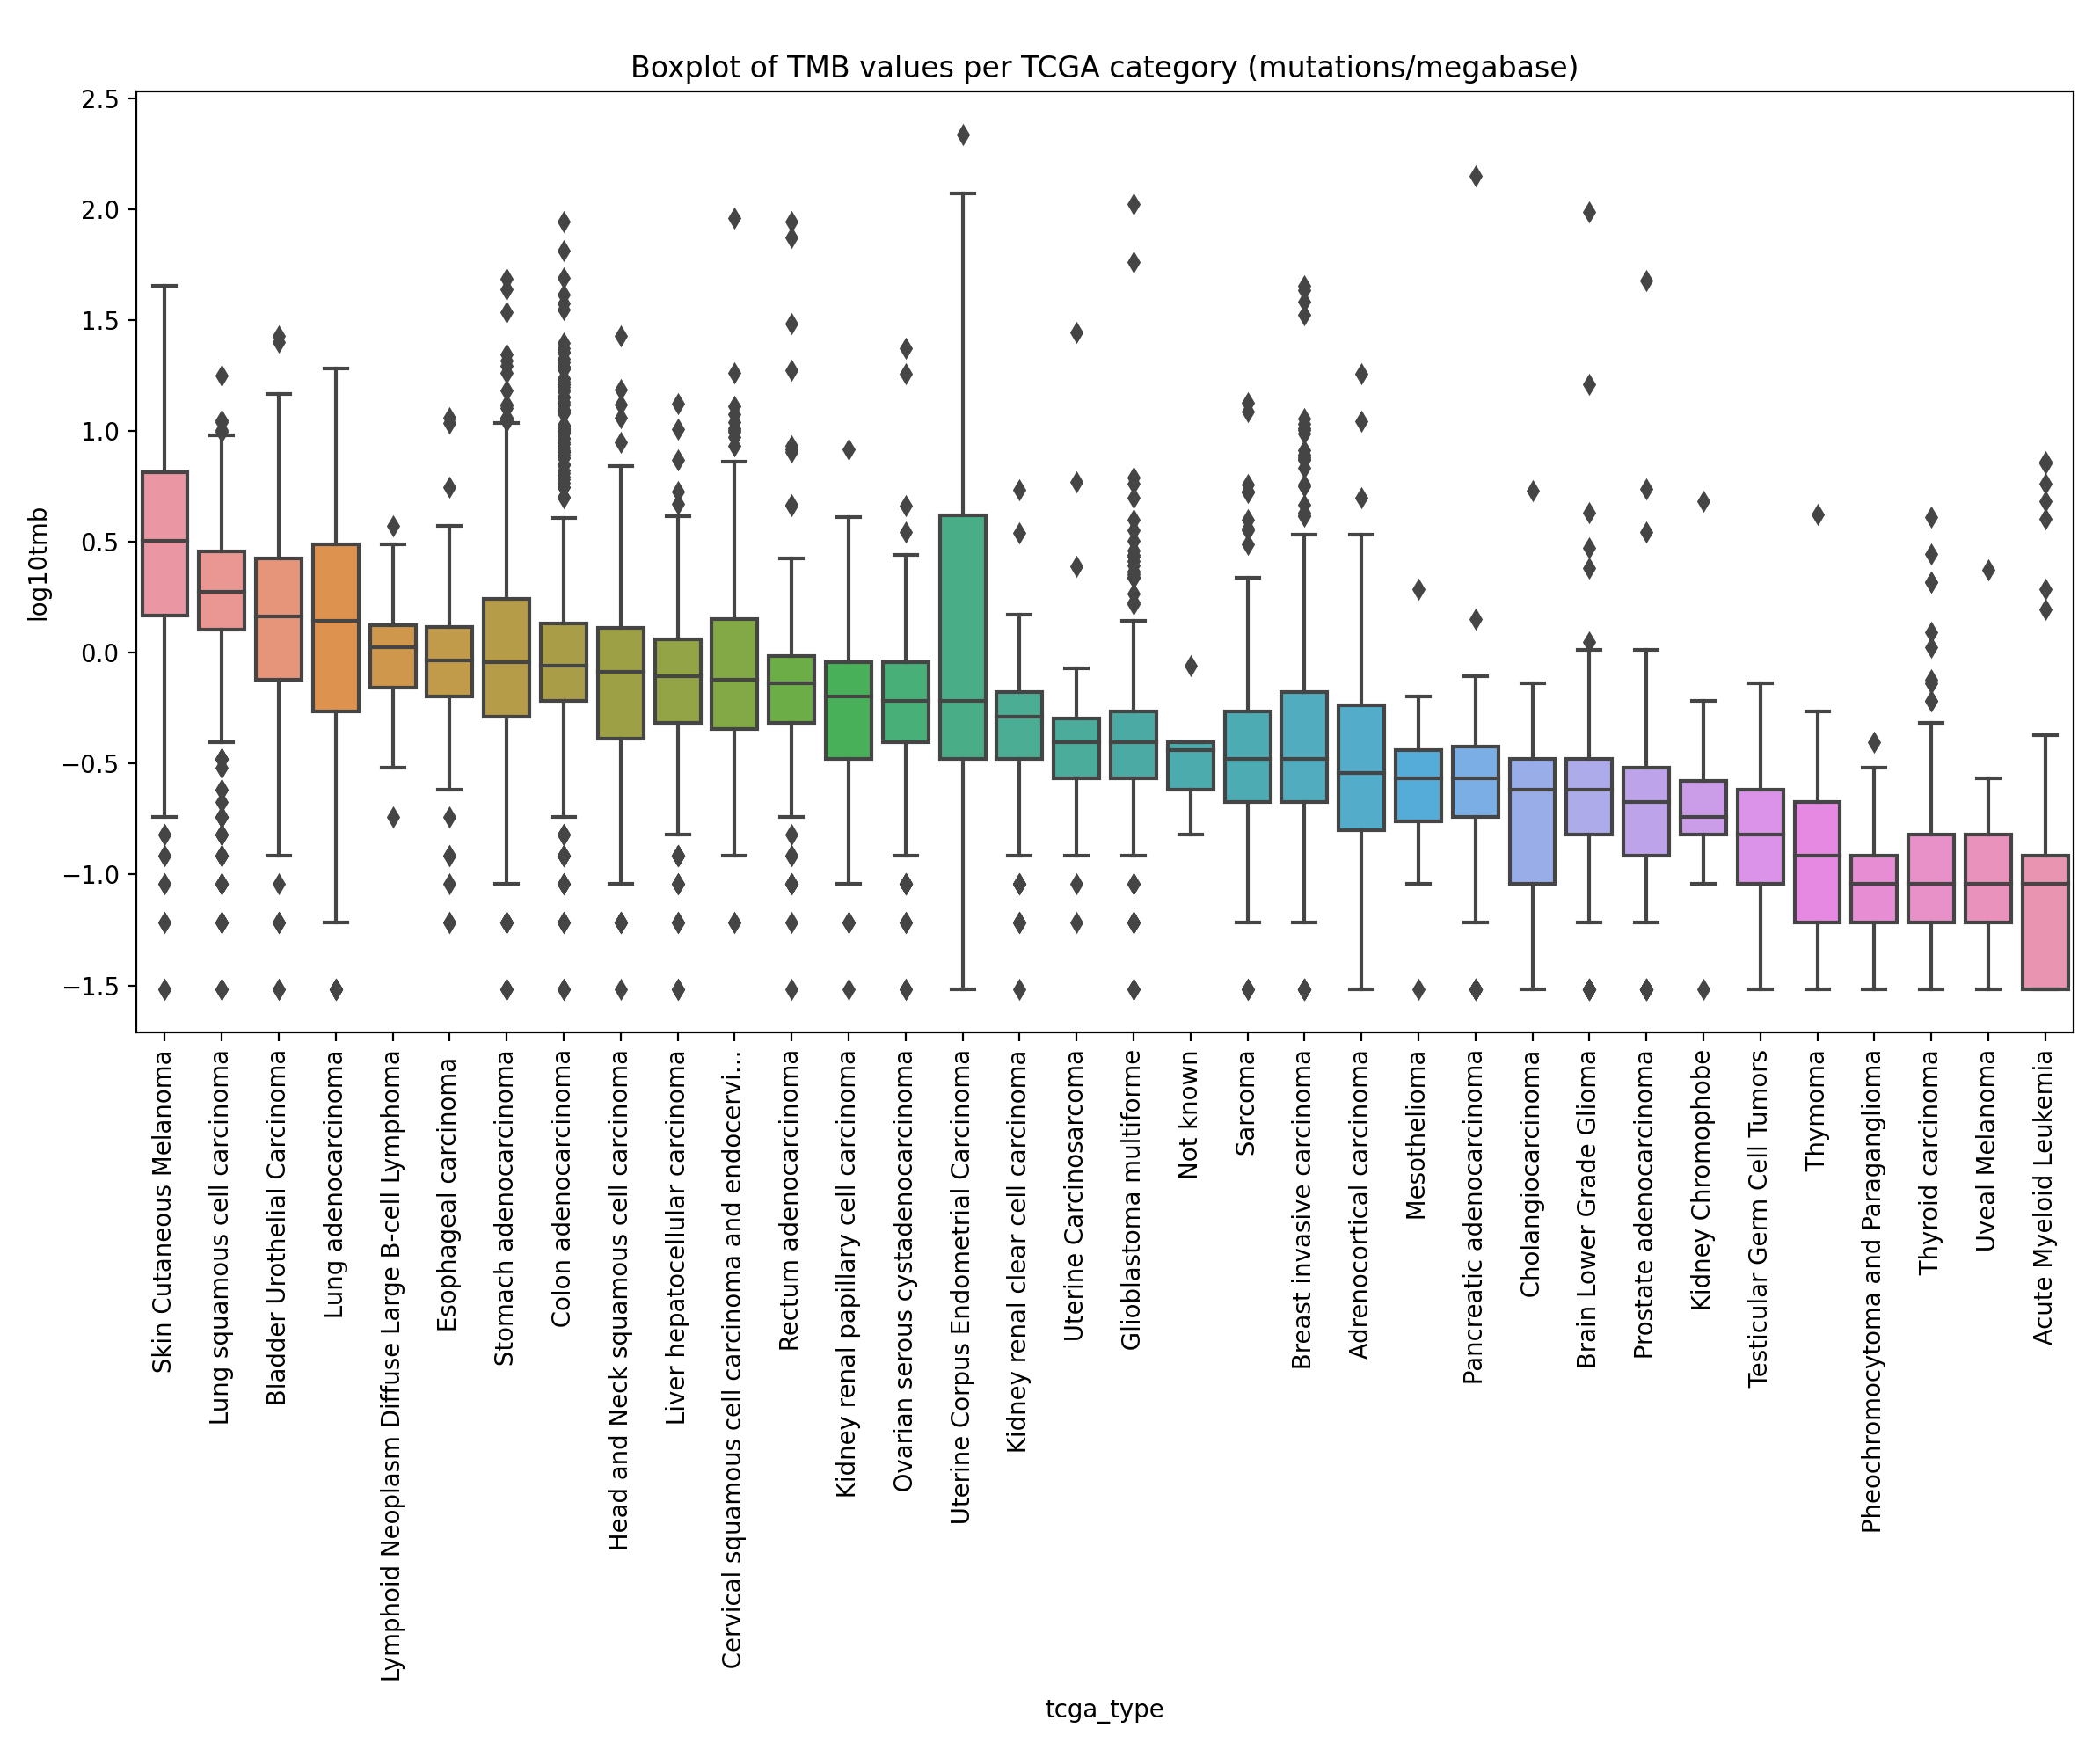 Boxplot of TMB values per TCGA category (mutations/megabase)
2.5
2.0
1.5
1.0
0.5
0.0
−0.5
−1.0
−1.5
log10tmb
Skin Cutaneous Melanoma
Lung squamous cell carcinoma
Bladder Urothelial Carcinoma
Lung adenocarcinoma
Lymphoid Neoplasm Diffuse Large B-cell Lymphoma
Esophageal carcinoma
Stomach adenocarcinoma
Colon adenocarcinoma
Head and Neck squamous cell carcinoma
Liver hepatocellular carcinoma
Cervical squamous cell carcinoma and endocervi...
Rectum adenocarcinoma
Kidney renal papillary cell carcinoma
Ovarian serous cystadenocarcinoma
Uterine Corpus Endometrial Carcinoma
Kidney renal clear cell carcinoma
Uterine Carcinosarcoma
Glioblastoma multiforme
Not known
Sarcoma
Breast invasive carcinoma
Adrenocortical carcinoma
Mesothelioma
Pancreatic adenocarcinoma
Cholangiocarcinoma
Brain Lower Grade Glioma
Prostate adenocarcinoma
Kidney Chromophobe
Testicular Germ Cell Tumors
Thymoma
Pheochromocytoma and Paraganglioma
Thyroid carcinoma
Uveal Melanoma
Acute Myeloid Leukemia
tcga_type